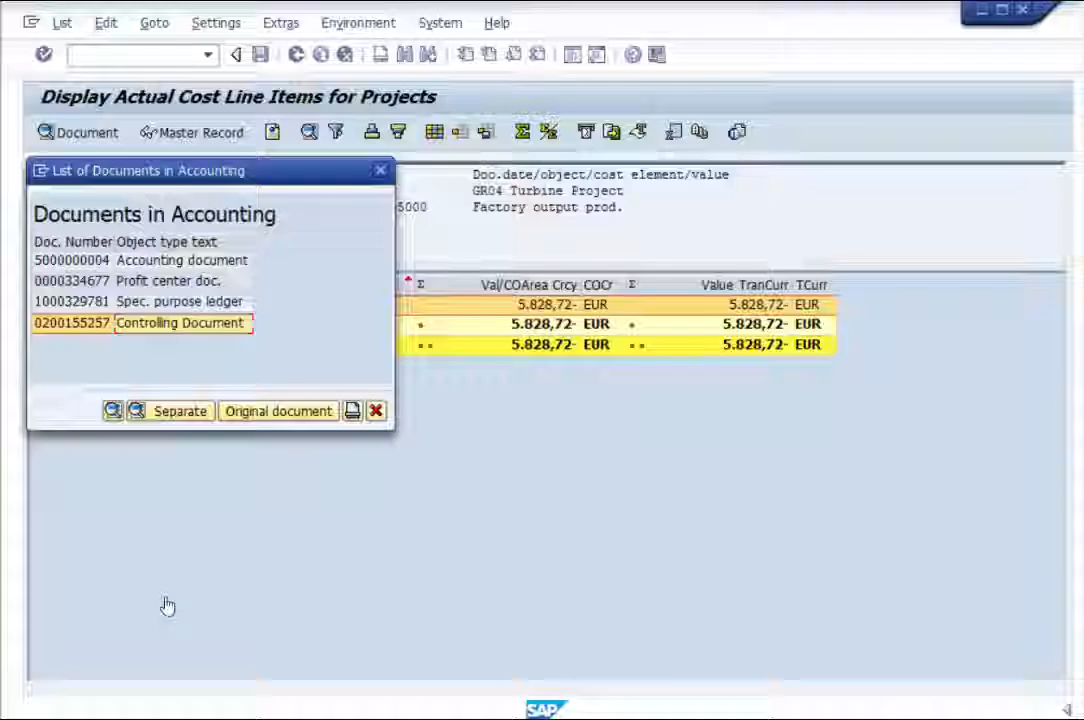 List Edit Goto Settings Extras Environment System Help
Display Actual Cost Line Items for Projects
Document Master Record
List of Documents in Accounting
Documents in Accounting
Doc. Number Object type text
5000000004 Accounting document
0000334677 Profit center doc.
1000329781 Spec. purpose ledger
0200155257 Controlling Document
Separate Original document
Doc.date/object/cost element/value
GR04 Turbine Project
5000 Factory output prod.
Σ Val/COArea Crcy COCr Σ Value TranCurr TCurr
5.828,72- EUR 5.828,72- EUR
5.828,72- EUR 5.828,72- EUR
5.828,72- EUR 5.828,72- EUR
SAP